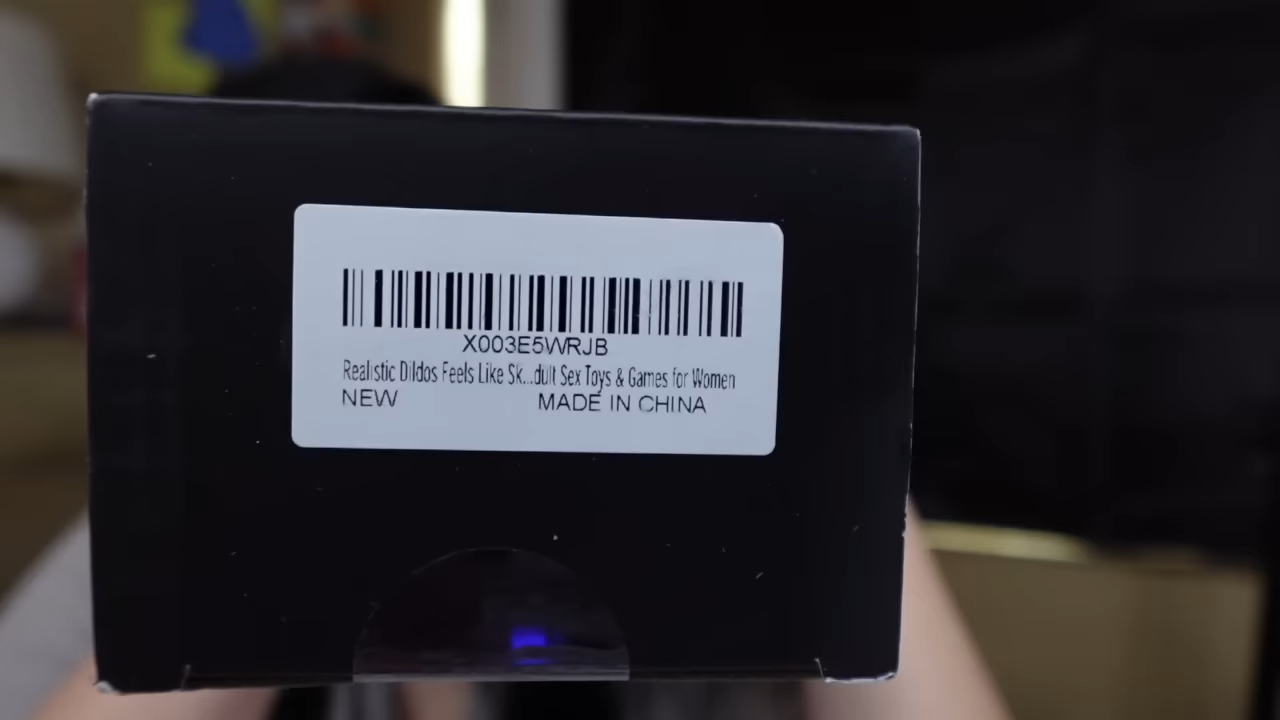 X003E5WRJB
Realistic Dildos Feels Like Sk...dult Sex Toys & Games for Women
NEW MADE IN CHINA